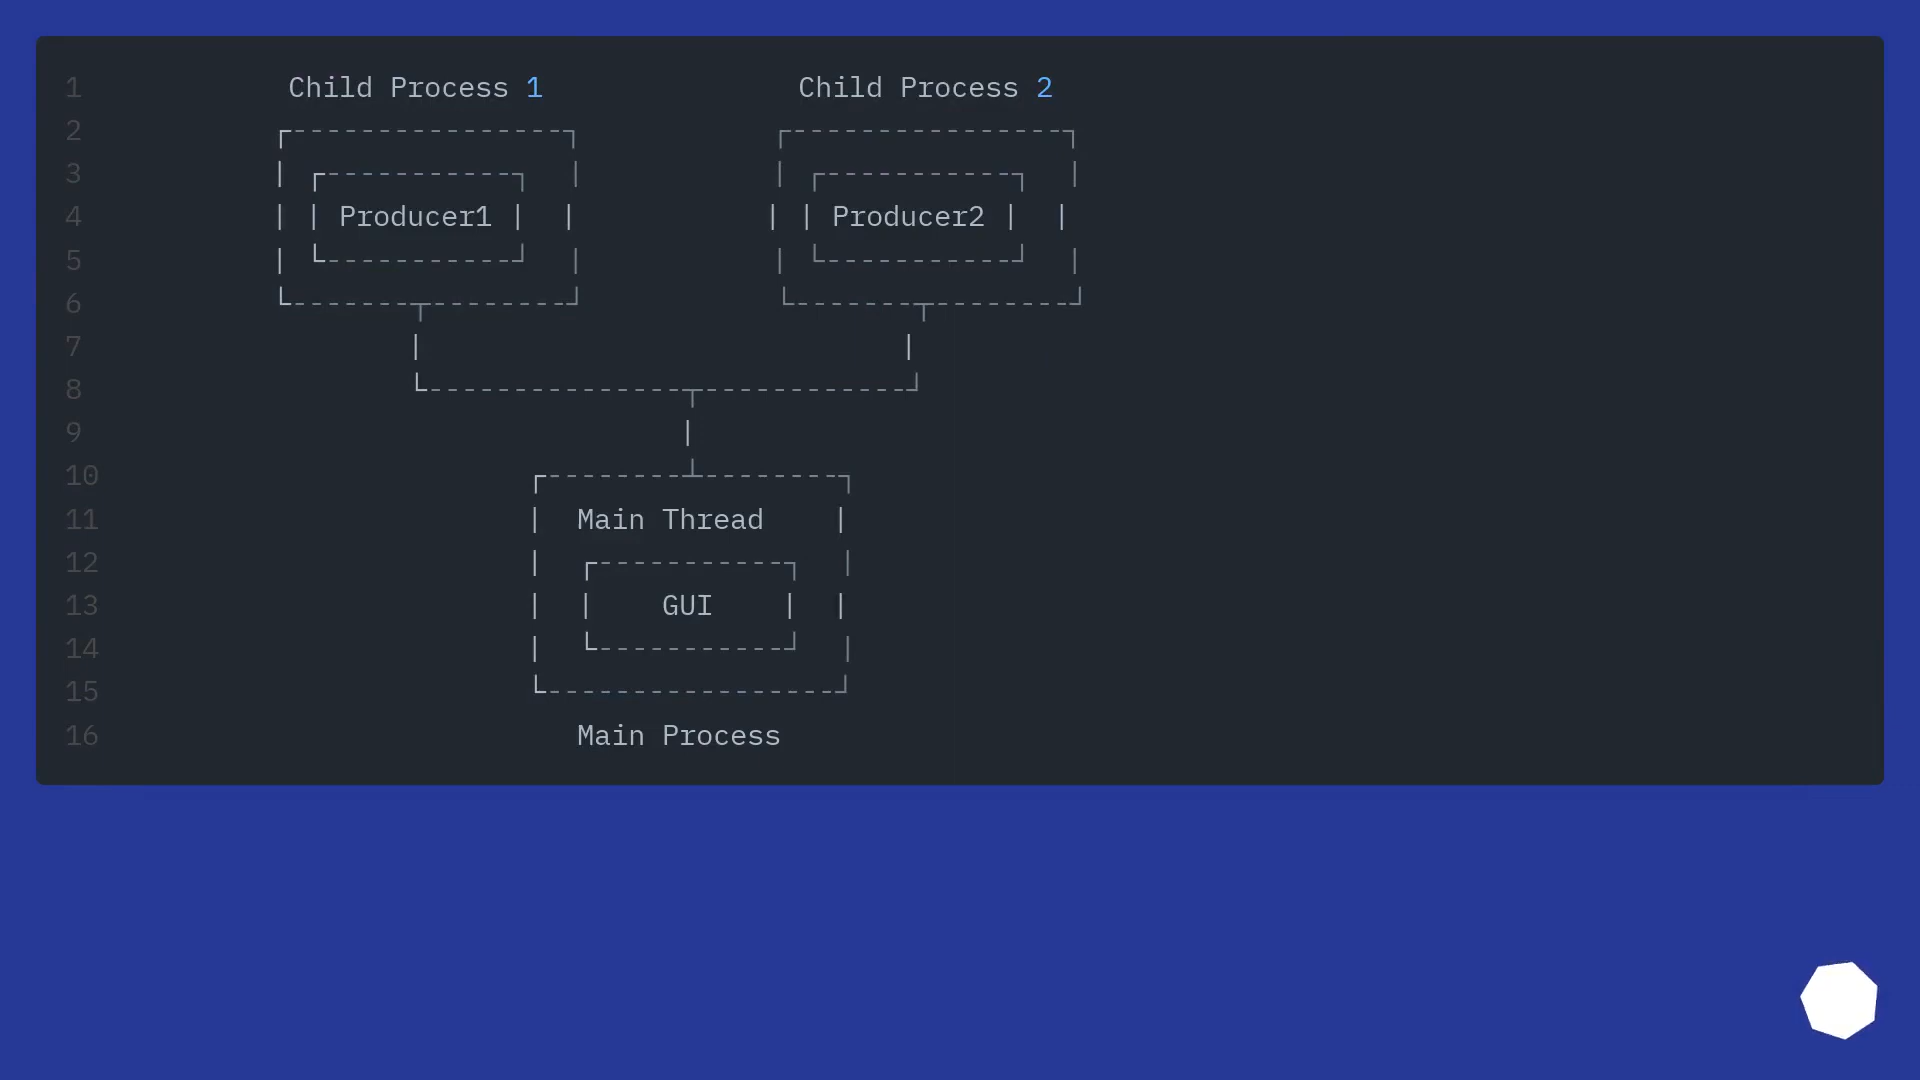 1 Child Process 1 Child Process 2
2
3
4 Producer1 Producer2
5
6
7
8
9
10
11 Main Thread
12
13 GUI
14
15
16 Main Process